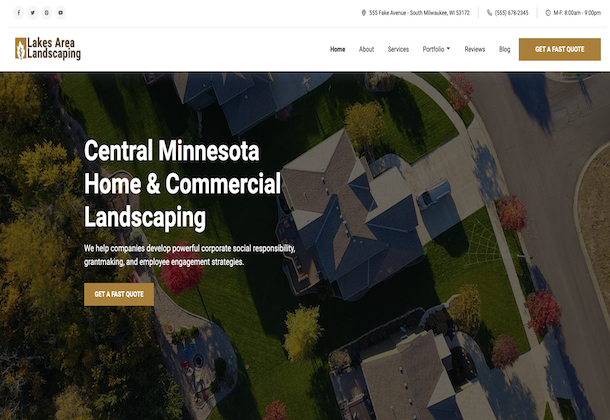 555 Fake Avenue - South Milwaukee, WI 53172
(555) 678-2345
M-F: 8:00am - 9:00pm
Lakes Area
Landscaping
Home
About
Services
Portfolio
Reviews
Blog
GET A FAST QUOTE
Central Minnesota
Home & Commercial
Landscaping
We help companies develop powerful corporate social responsibility,
grantmaking, and employee engagement strategies.
GET A FAST QUOTE